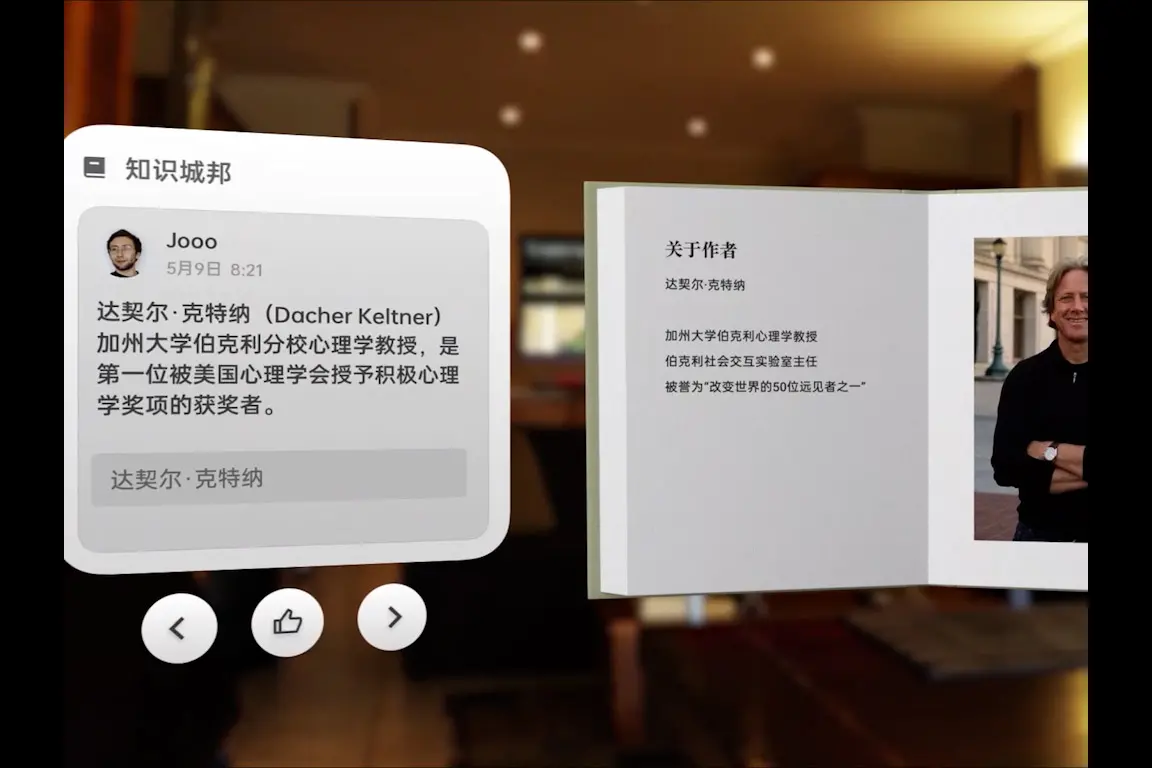 知识城邦
Jooo
5月9日 8:21
达契尔·克特纳（Dacher Keltner）
加州大学伯克利分校心理学教授，是
第一位被美国心理学会授予积极心理
学奖项的获奖者。
达契尔·克特纳
关于作者
达契尔·克特纳
加州大学伯克利心理学教授
伯克利社会交互实验室主任
被誉为“改变世界的50位远见者之一”